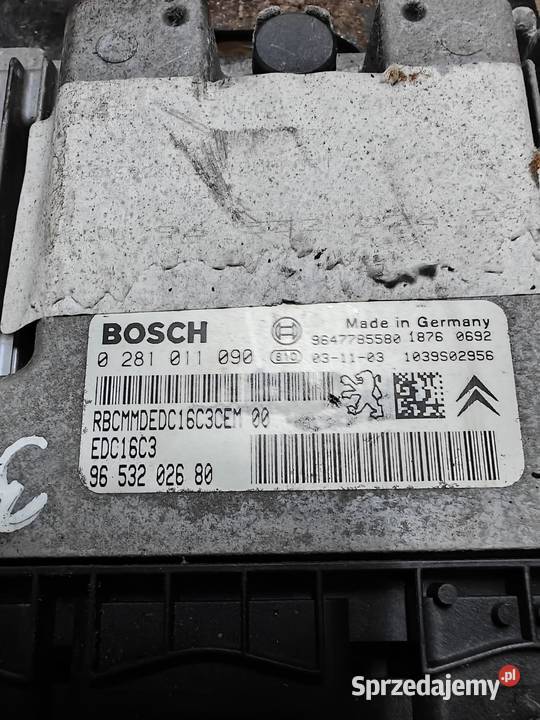 BOSCH
Made in Germany
9647785580 1876 0692
0 281 011 090 810 03-11-03 1039S02956
RBCMMDEDC16C3CEM 00
EDC16C3
96 532 026 80
Sprzedajemy.pl